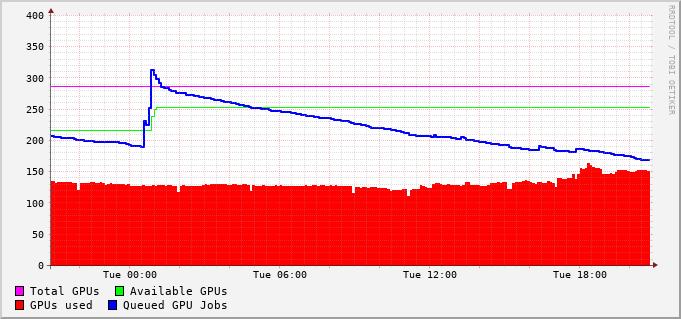 400
350
300
250
200
150
100
50
0
Tue 00:00 Tue 06:00 Tue 12:00 Tue 18:00
Total GPUs Available GPUs
GPUs used Queued GPU Jobs
RRDTOOL / TOBI OETIKER